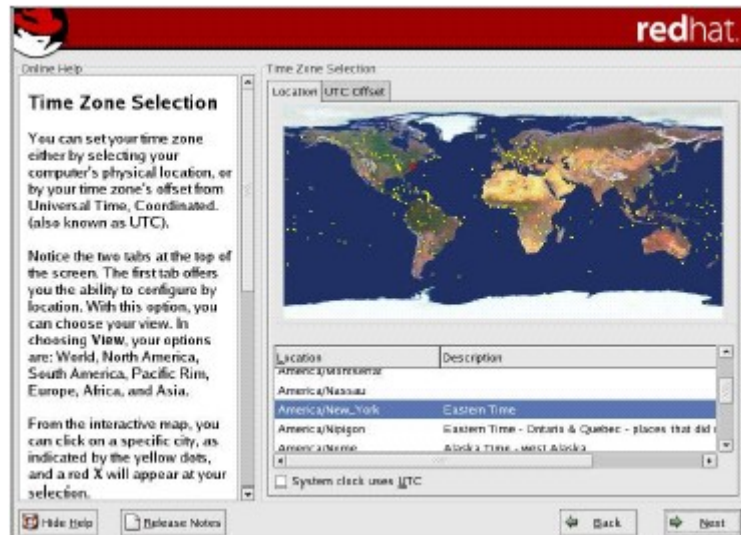 redhat.
Online Help
Time Zone Selection
You can set your time zone
either by selecting your
computer's physical location, or
by your time zone's offset from
Universal Time, Coordinated.
(also known as UTC).
Notice the two tabs at the top of
the screen. The first tab offers
you the ability to configure by
location. With this option, you
can choose your view. In
choosing View, your options
are: World, North America,
South America, Pacific Rim,
Europe, Africa, and Asia.
From the interactive map, you
can click on a specific city, as
indicated by the yellow dots,
and a red X will appear at your
selection.
Time Zone Selection
Location UTC Offset
Location Description
America/Montserrat
America/Nassau
America/New_York Eastern Time
America/Nipigon Eastern Time - Ontario & Quebec - places that did
America/Nome Alaska Time - west Alaska
System clock uses UTC
Hide Help Release Notes Back Next